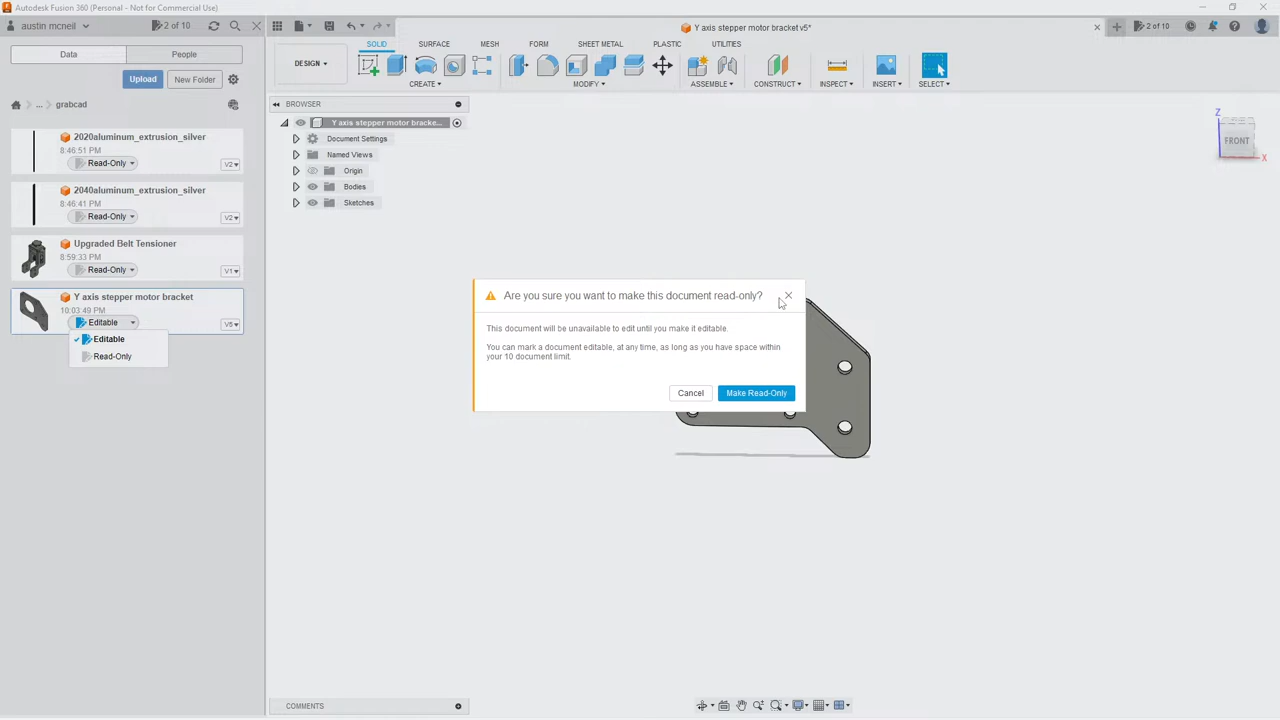 Autodesk Fusion 360 (Personal - Not for Commercial Use)
austin mcneil
2 of 10
Y axis stepper motor bracket v5*
2 of 10
Data
People
Upload
New Folder
... grabcad
2020aluminum_extrusion_silver
8:46:51 PM
Read-Only
V2
2040aluminum_extrusion_silver
8:46:41 PM
Read-Only
V2
Upgraded Belt Tensioner
8:59:33 PM
Read-Only
V1
Y axis stepper motor bracket
10:03:49 PM
Editable
V5
Editable
Read-Only
DESIGN
SOLID
SURFACE
MESH
FORM
SHEET METAL
PLASTIC
UTILITIES
CREATE
MODIFY
ASSEMBLE
CONSTRUCT
INSPECT
INSERT
SELECT
BROWSER
Y axis stepper motor bracke...
Document Settings
Named Views
Origin
Bodies
Sketches
Z
FRONT
X
Are you sure you want to make this document read-only?
This document will be unavailable to edit until you make it editable.
You can mark a document editable, at any time, as long as you have space within
your 10 document limit.
Cancel
Make Read-Only
COMMENTS